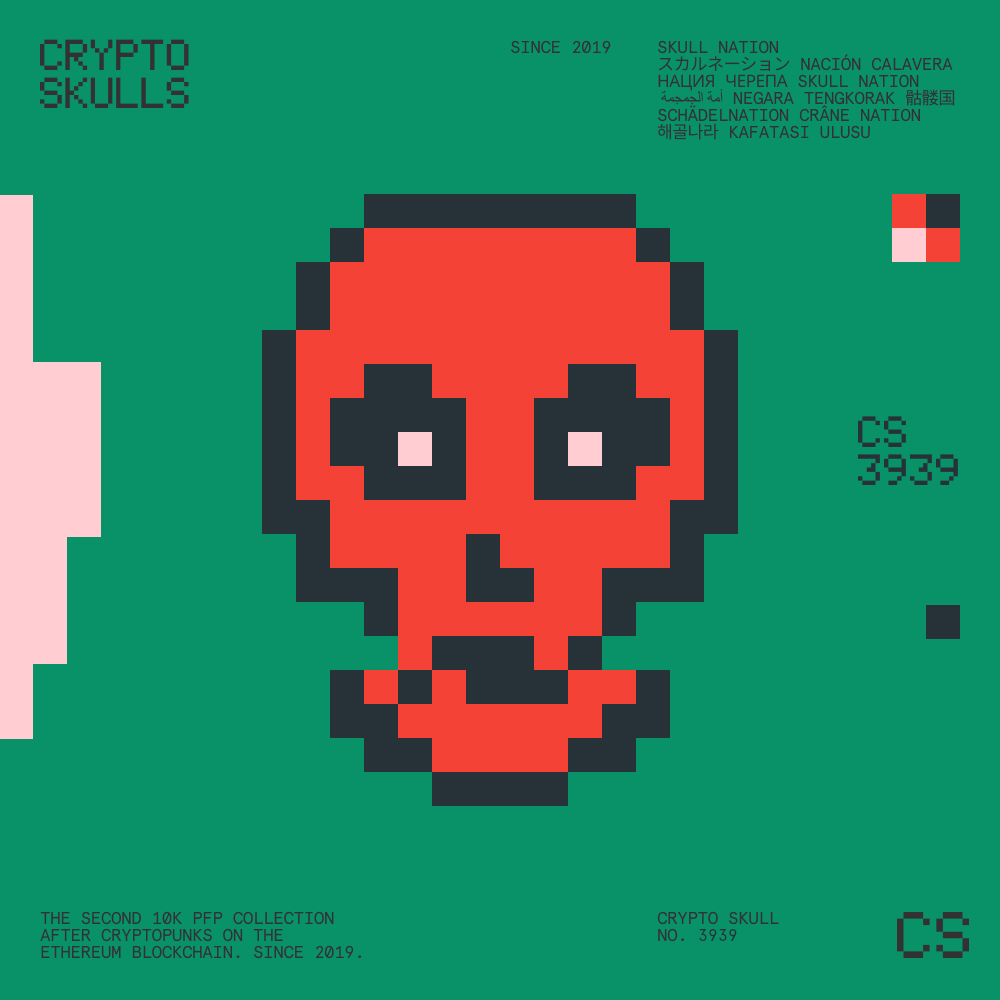 CRYPTO
SKULLS
SINCE 2019
SKULL NATION
スカルネーション NACIÓN CALAVERA
НАЦИЯ ЧЕРЕПА SKULL NATION
أمة الجمجمة NEGARA TENGKORAK 骷髅国
SCHÄDELNATION CRÂNE NATION
해골나라 KAFATASI ULUSU
CS
3939
THE SECOND 10K PFP COLLECTION
AFTER CRYPTOPUNKS ON THE
ETHEREUM BLOCKCHAIN. SINCE 2019.
CRYPTO SKULL
NO. 3939
CS